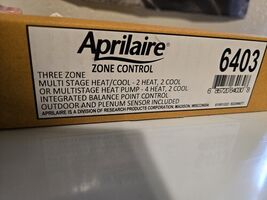 Aprilaire®
6403
ZONE CONTROL
THREE ZONE
MULTI STAGE HEAT/COOL - 2 HEAT, 2 COOL
OR MULTISTAGE HEAT PUMP - 4 HEAT, 2 COOL
INTEGRATED BALANCE POINT CONTROL
OUTDOOR AND PLENUM SENSOR INCLUDED
APRILAIRE IS A DIVISION OF RESEARCH PRODUCTS CORPORATION, MADISON, WISCONSIN